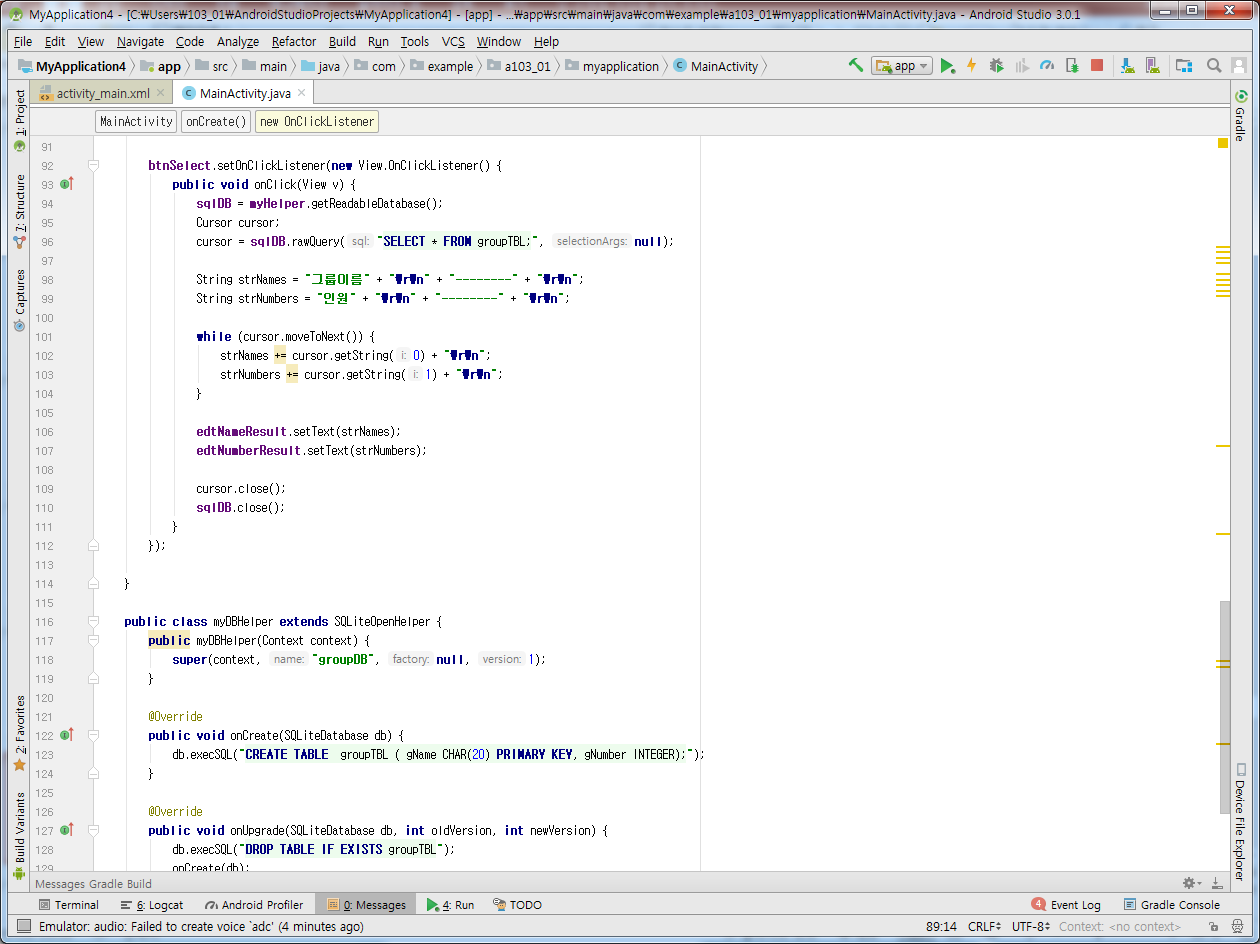 MyApplication4 - [C:₩Users₩103_01₩AndroidStudioProjects₩MyApplication4] - [app] - ...₩app₩src₩main₩java₩com₩example₩a103_01₩myapplication₩MainActivity.java - Android Studio 3.0.1
File Edit View Navigate Code Analyze Refactor Build Run Tools VCS Window Help
MyApplication4 app src main java com example a103_01 myapplication MainActivity app
activity_main.xml MainActivity.java
MainActivity onCreate() new OnClickListener
1: Project
7: Structure
Captures
2: Favorites
Build Variants
91
92 btnSelect.setOnClickListener(new View.OnClickListener() {
93 public void onClick(View v) {
94 sqlDB = myHelper.getReadableDatabase();
95 Cursor cursor;
96 cursor = sqlDB.rawQuery( sql: "SELECT * FROM groupTBL;", selectionArgs: null);
97
98 String strNames = "그룹이름" + "₩r₩n" + "--------" + "₩r₩n";
99 String strNumbers = "인원" + "₩r₩n" + "--------" + "₩r₩n";
100
101 while (cursor.moveToNext()) {
102 strNames += cursor.getString( i: 0) + "₩r₩n";
103 strNumbers += cursor.getString( i: 1) + "₩r₩n";
104 }
105
106 edtNameResult.setText(strNames);
107 edtNumberResult.setText(strNumbers);
108
109 cursor.close();
110 sqlDB.close();
111 }
112 });
113
114 }
115
116 public class myDBHelper extends SQLiteOpenHelper {
117 public myDBHelper(Context context) {
118 super(context, name: "groupDB", factory: null, version: 1);
119 }
120
121 @Override
122 public void onCreate(SQLiteDatabase db) {
123 db.execSQL("CREATE TABLE  groupTBL ( gName CHAR(20) PRIMARY KEY, gNumber INTEGER);");
124 }
125
126 @Override
127 public void onUpgrade(SQLiteDatabase db, int oldVersion, int newVersion) {
128 db.execSQL("DROP TABLE IF EXISTS groupTBL");
129 onCreate(db);
Gradle
Device File Explorer
Messages Gradle Build
Terminal 6: Logcat Android Profiler 0: Messages 4: Run TODO 4 Event Log Gradle Console
Emulator: audio: Failed to create voice `adc' (4 minutes ago) 89:14 CRLF UTF-8 Context: <no context>